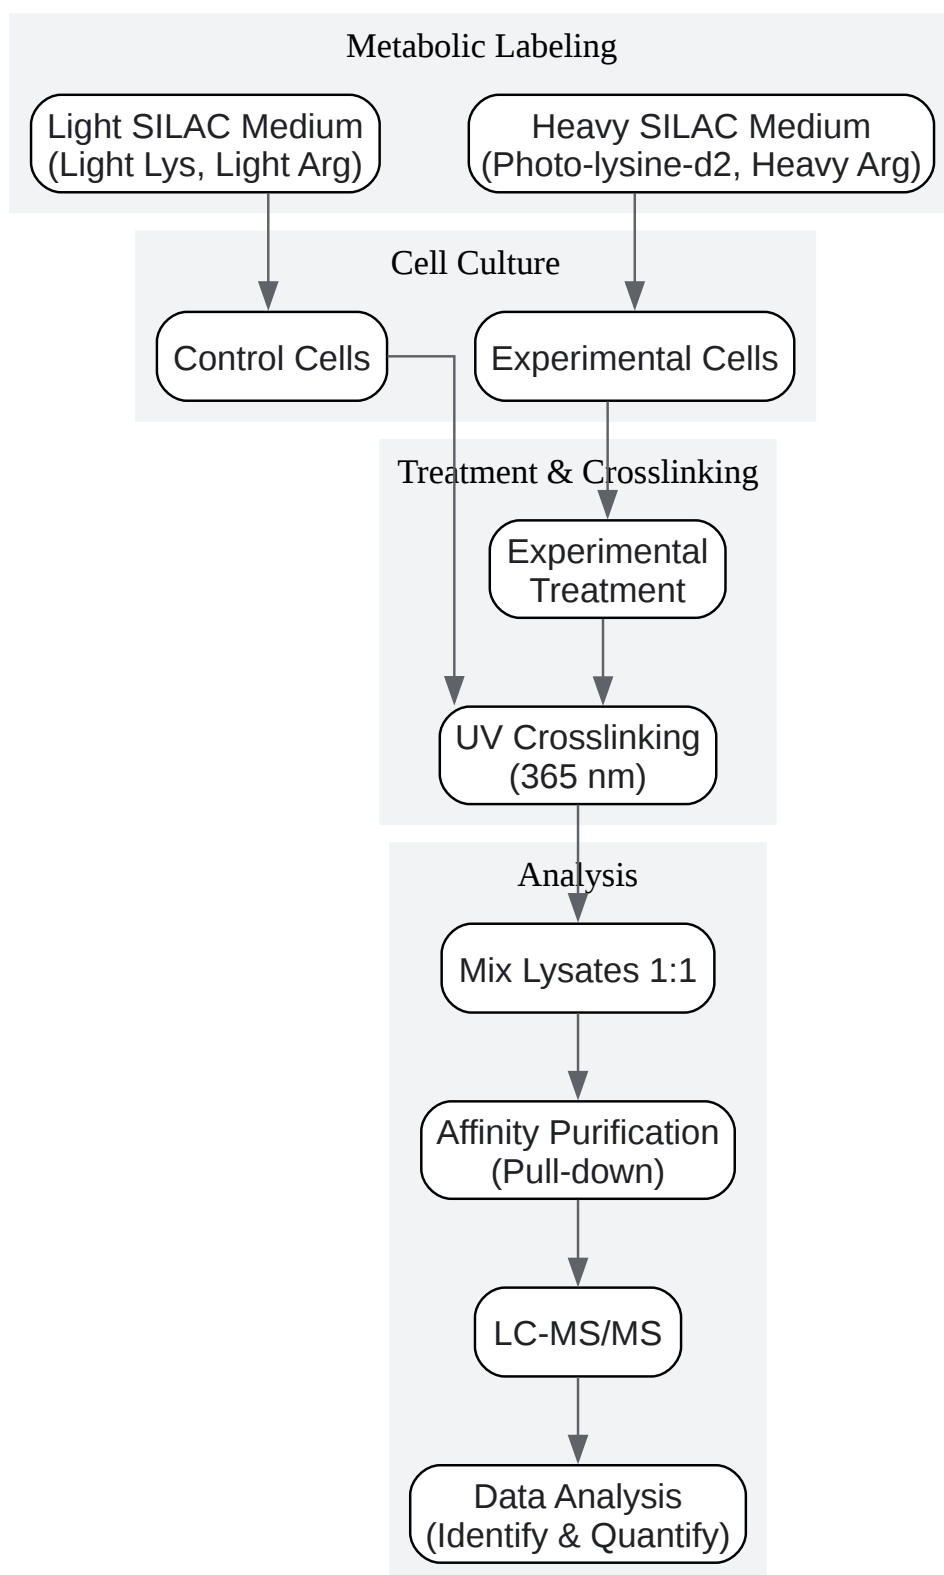 Metabolic Labeling
Light SILAC Medium
(Light Lys, Light Arg)
Heavy SILAC Medium
(Photo-lysine-d2, Heavy Arg)
Cell Culture
Control Cells
Experimental Cells
Treatment & Crosslinking
Experimental
Treatment
UV Crosslinking
(365 nm)
Analysis
Mix Lysates 1:1
Affinity Purification
(Pull-down)
LC-MS/MS
Data Analysis
(Identify & Quantify)